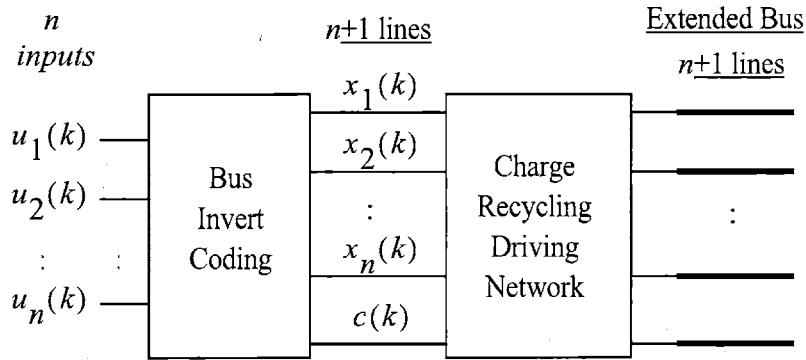 n
inputs
n+1 lines
Extended Bus
n+1 lines
u1(k)
u2(k)
: :
un(k)
Bus
Invert
Coding
x1(k)
x2(k)
:
xn(k)
c(k)
Charge
Recycling
Driving
Network
: